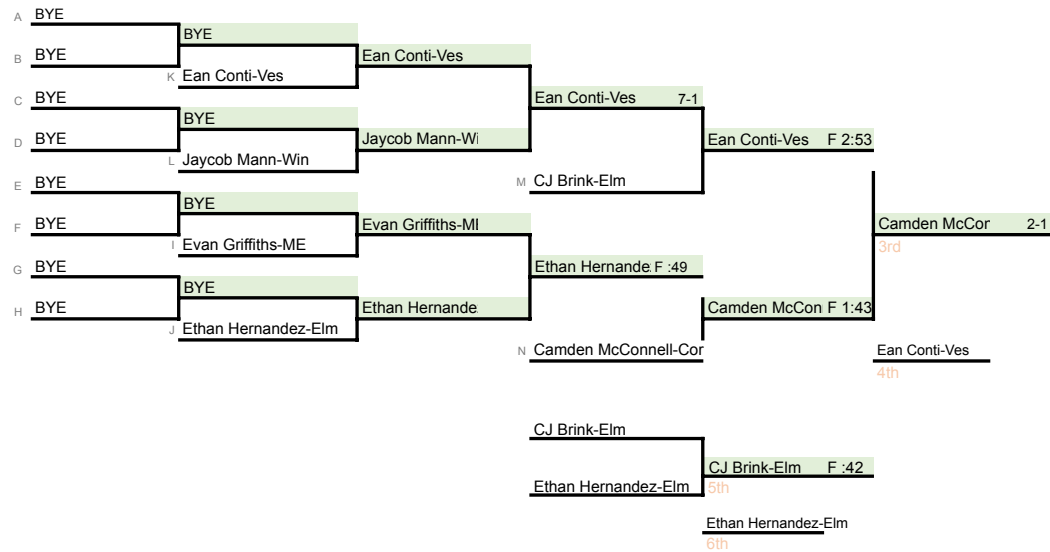 A BYE
BYE
B BYE
Ean Conti-Ves
K Ean Conti-Ves
C BYE
Ean Conti-Ves 7-1
BYE
D BYE
Jaycob Mann-Wi
Ean Conti-Ves F 2:53
L Jaycob Mann-Win
M CJ Brink-Elm
E BYE
BYE
F BYE
Evan Griffiths-ME
Camden McCor 2-1
I Evan Griffiths-ME
3rd
G BYE
Ethan Hernande: F :49
BYE
H BYE
Ethan Hernande
Camden McCon F 1:43
J Ethan Hernandez-Elm
N Camden McConnell-Cor
Ean Conti-Ves
4th
CJ Brink-Elm
CJ Brink-Elm F :42
Ethan Hernandez-Elm
5th
Ethan Hernandez-Elm
6th